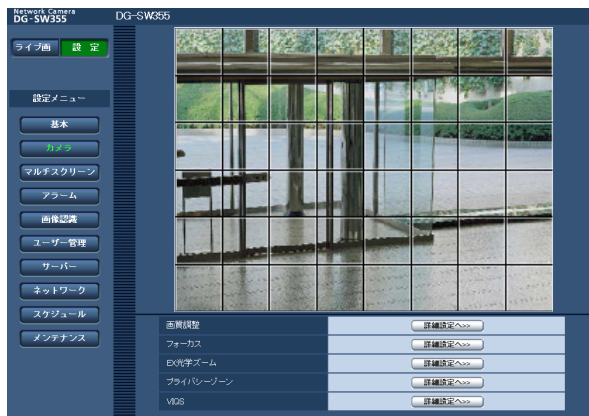 Network Camera
DG-SW355
DG-SW355
ライブ画
設 定
設定メニュー
基本
カメラ
マルチスクリーン
アラーム
画像認識
ユーザー管理
サーバー
ネットワーク
スケジュール
メンテナンス
画質調整 詳細設定へ>>
フォーカス 詳細設定へ>>
EX光学ズーム 詳細設定へ>>
プライバシーゾーン 詳細設定へ>>
VIQS 詳細設定へ>>